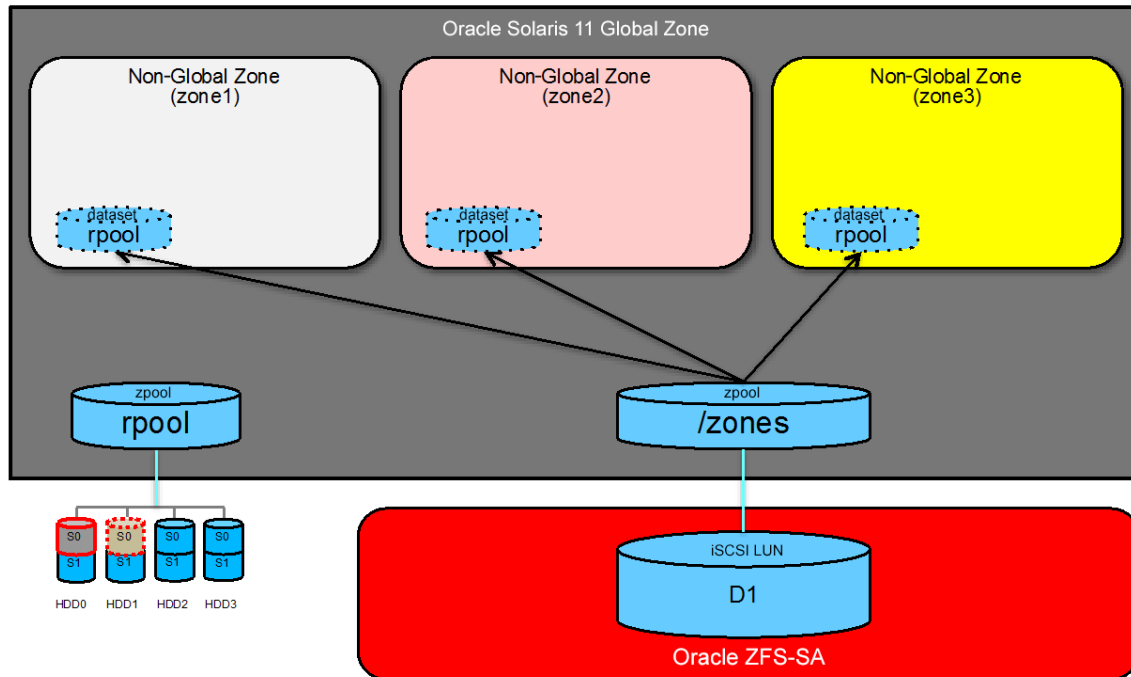 Oracle Solaris 11 Global Zone
Non-Global Zone
(zone1)
dataset
rpool
Non-Global Zone
(zone2)
dataset
rpool
Non-Global Zone
(zone3)
dataset
rpool
zpool
rpool
zpool
/zones
S0
S1
HDD0
S0
S1
HDD1
S0
S1
HDD2
S0
S1
HDD3
iSCSI LUN
D1
Oracle ZFS-SA